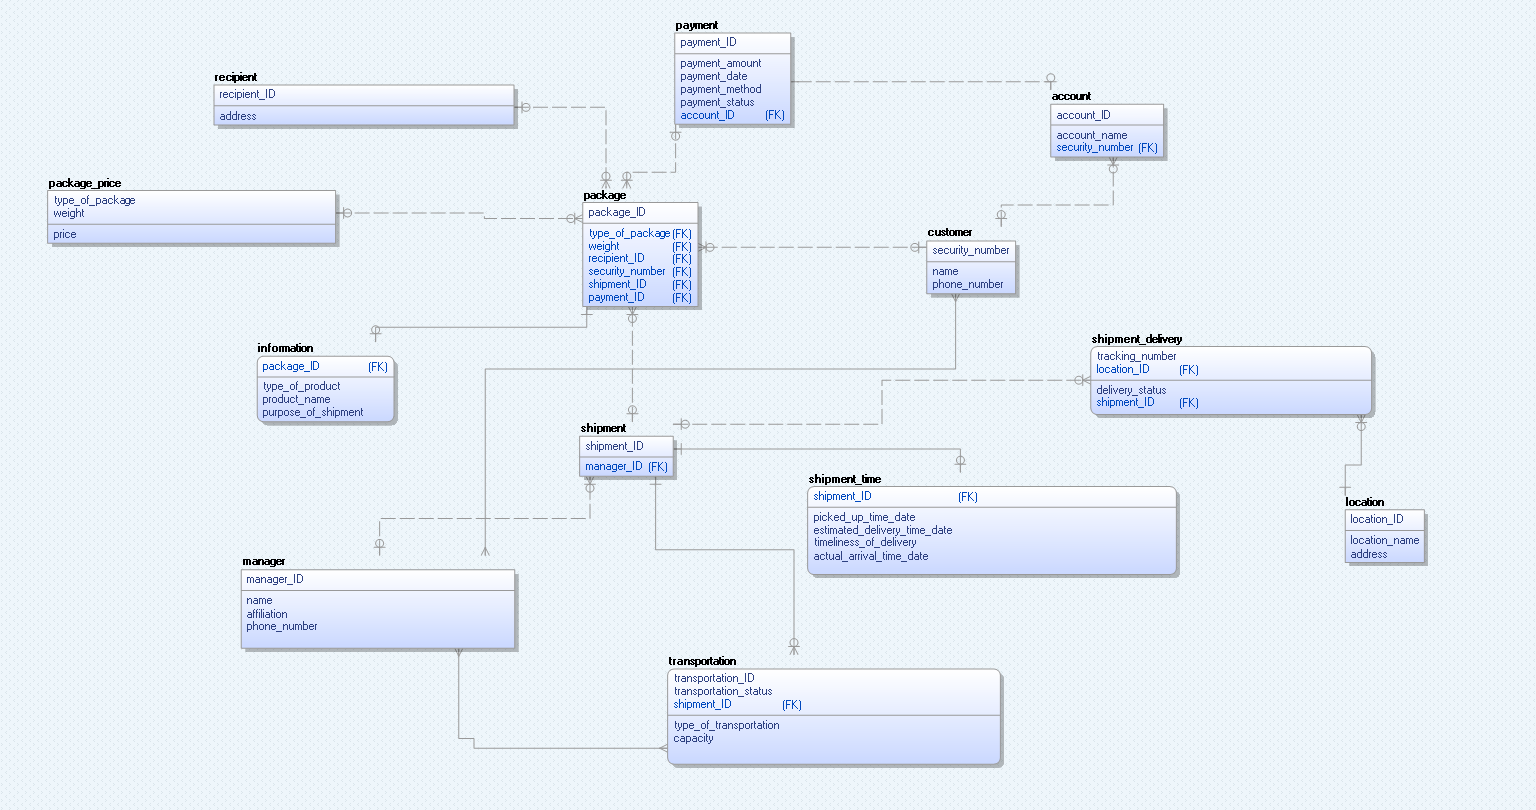 payment
payment_ID
payment_amount
payment_date
payment_method
payment_status
account_ID (FK)
recipient
recipient_ID
address
account
account_ID
account_name
security_number (FK)
package_price
type_of_package
weight
price
package
package_ID
type_of_package (FK)
weight (FK)
recipient_ID (FK)
security_number (FK)
shipment_ID (FK)
payment_ID (FK)
customer
security_number
name
phone_number
information
package_ID (FK)
type_of_product
product_name
purpose_of_shipment
shipment_delivery
tracking_number
location_ID (FK)
delivery_status
shipment_ID (FK)
shipment
shipment_ID
manager_ID (FK)
shipment_time
shipment_ID (FK)
picked_up_time_date
estimated_delivery_time_date
timeliness_of_delivery
actual_arrival_time_date
location
location_ID
location_name
address
manager
manager_ID
name
affiliation
phone_number
transportation
transportation_ID
transportation_status
shipment_ID (FK)
type_of_transportation
capacity